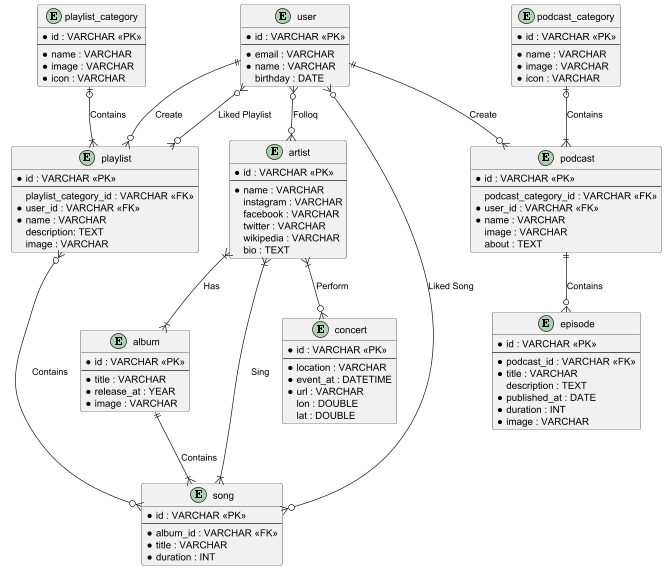 E playlist_category
● id : VARCHAR «PK»
● name : VARCHAR
● image : VARCHAR
● icon : VARCHAR
E user
● id : VARCHAR «PK»
● email : VARCHAR
● name : VARCHAR
birthday : DATE
E podcast_category
● id : VARCHAR «PK»
● name : VARCHAR
● image : VARCHAR
● icon : VARCHAR
Contains
Create
Liked Playlist
Folloq
Create
Contains
E playlist
● id : VARCHAR «PK»
playlist_category_id : VARCHAR «FK»
● user_id : VARCHAR «FK»
● name : VARCHAR
description: TEXT
image : VARCHAR
E artist
● id : VARCHAR «PK»
● name : VARCHAR
instagram : VARCHAR
facebook : VARCHAR
twitter : VARCHAR
wikipedia : VARCHAR
bio : TEXT
E podcast
● id : VARCHAR «PK»
podcast_category_id : VARCHAR «FK»
● user_id : VARCHAR «FK»
● name : VARCHAR
image : VARCHAR
about : TEXT
Has
Perform
Liked Song
Contains
E album
● id : VARCHAR «PK»
● title : VARCHAR
● release_at : YEAR
● image : VARCHAR
E concert
● id : VARCHAR «PK»
● location : VARCHAR
● event_at : DATETIME
● url : VARCHAR
lon : DOUBLE
lat : DOUBLE
E episode
● id : VARCHAR «PK»
● podcast_id : VARCHAR «FK»
● title : VARCHAR
description : TEXT
● published_at : DATE
● duration : INT
● image : VARCHAR
Contains
Sing
Contains
E song
● id : VARCHAR «PK»
● album_id : VARCHAR «FK»
● title : VARCHAR
● duration : INT